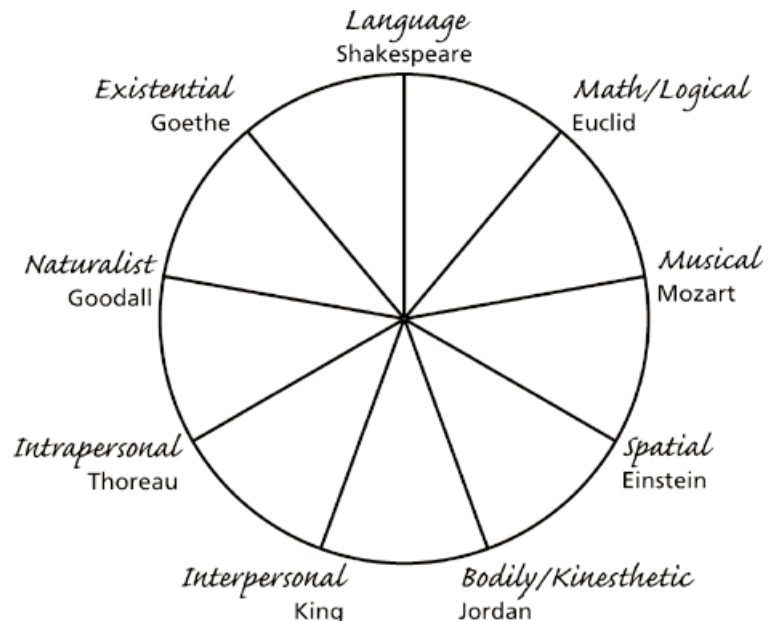 Language
Shakespeare
Existential
Goethe
Math/Logical
Euclid
Naturalist
Goodall
Musical
Mozart
Intrapersonal
Thoreau
Spatial
Einstein
Interpersonal
King
Bodily/Kinesthetic
Jordan